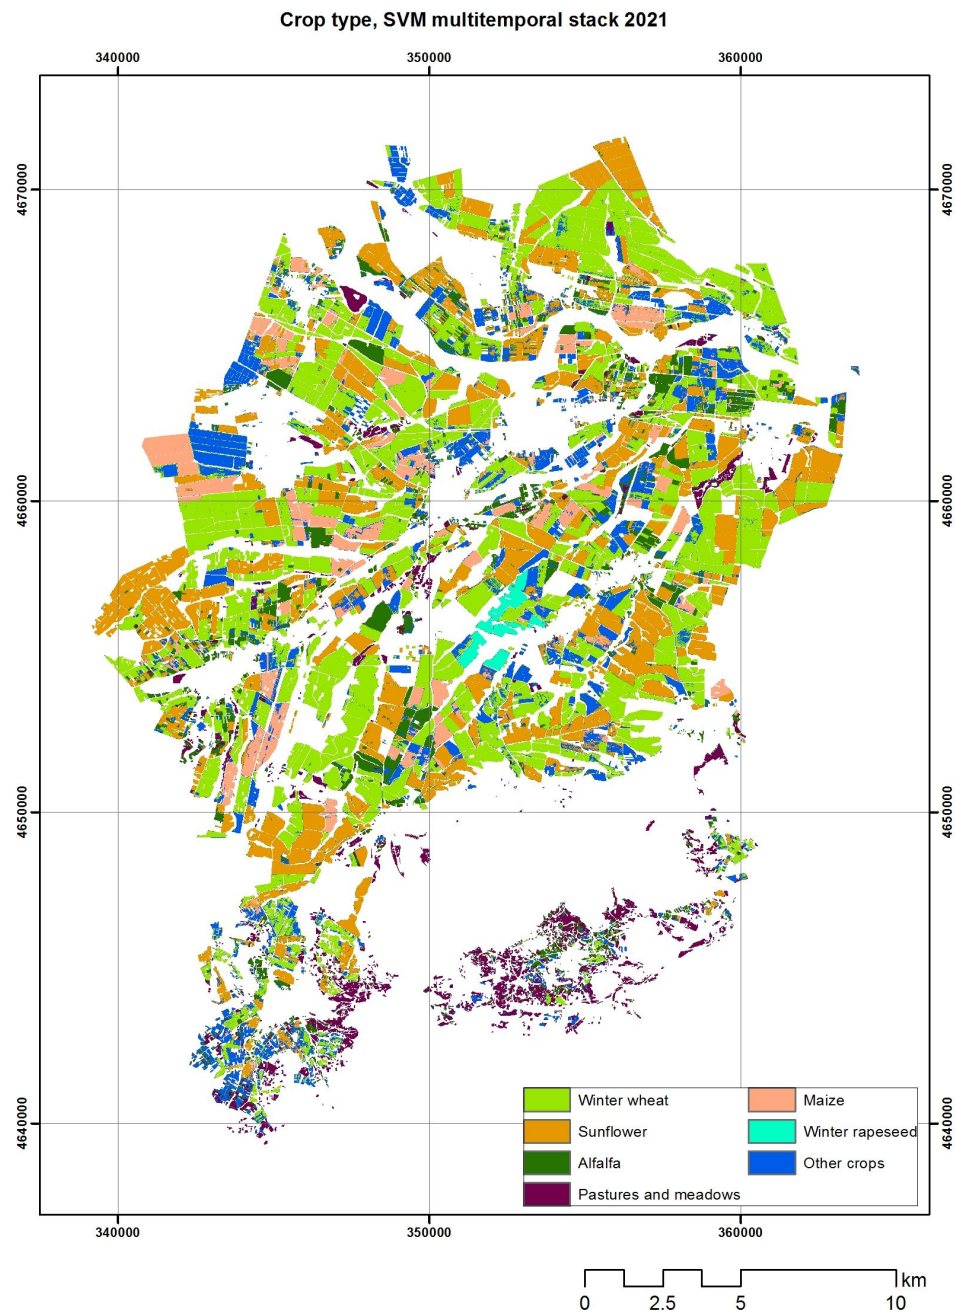 Crop type, SVM multitemporal stack 2021
340000 350000 360000
4670000 4670000
4660000 4660000
4650000 4650000
4640000 4640000
Winter wheat Maize
Sunflower Winter rapeseed
Alfalfa Other crops
Pastures and meadows
340000 350000 360000
km
0 2.5 5 10